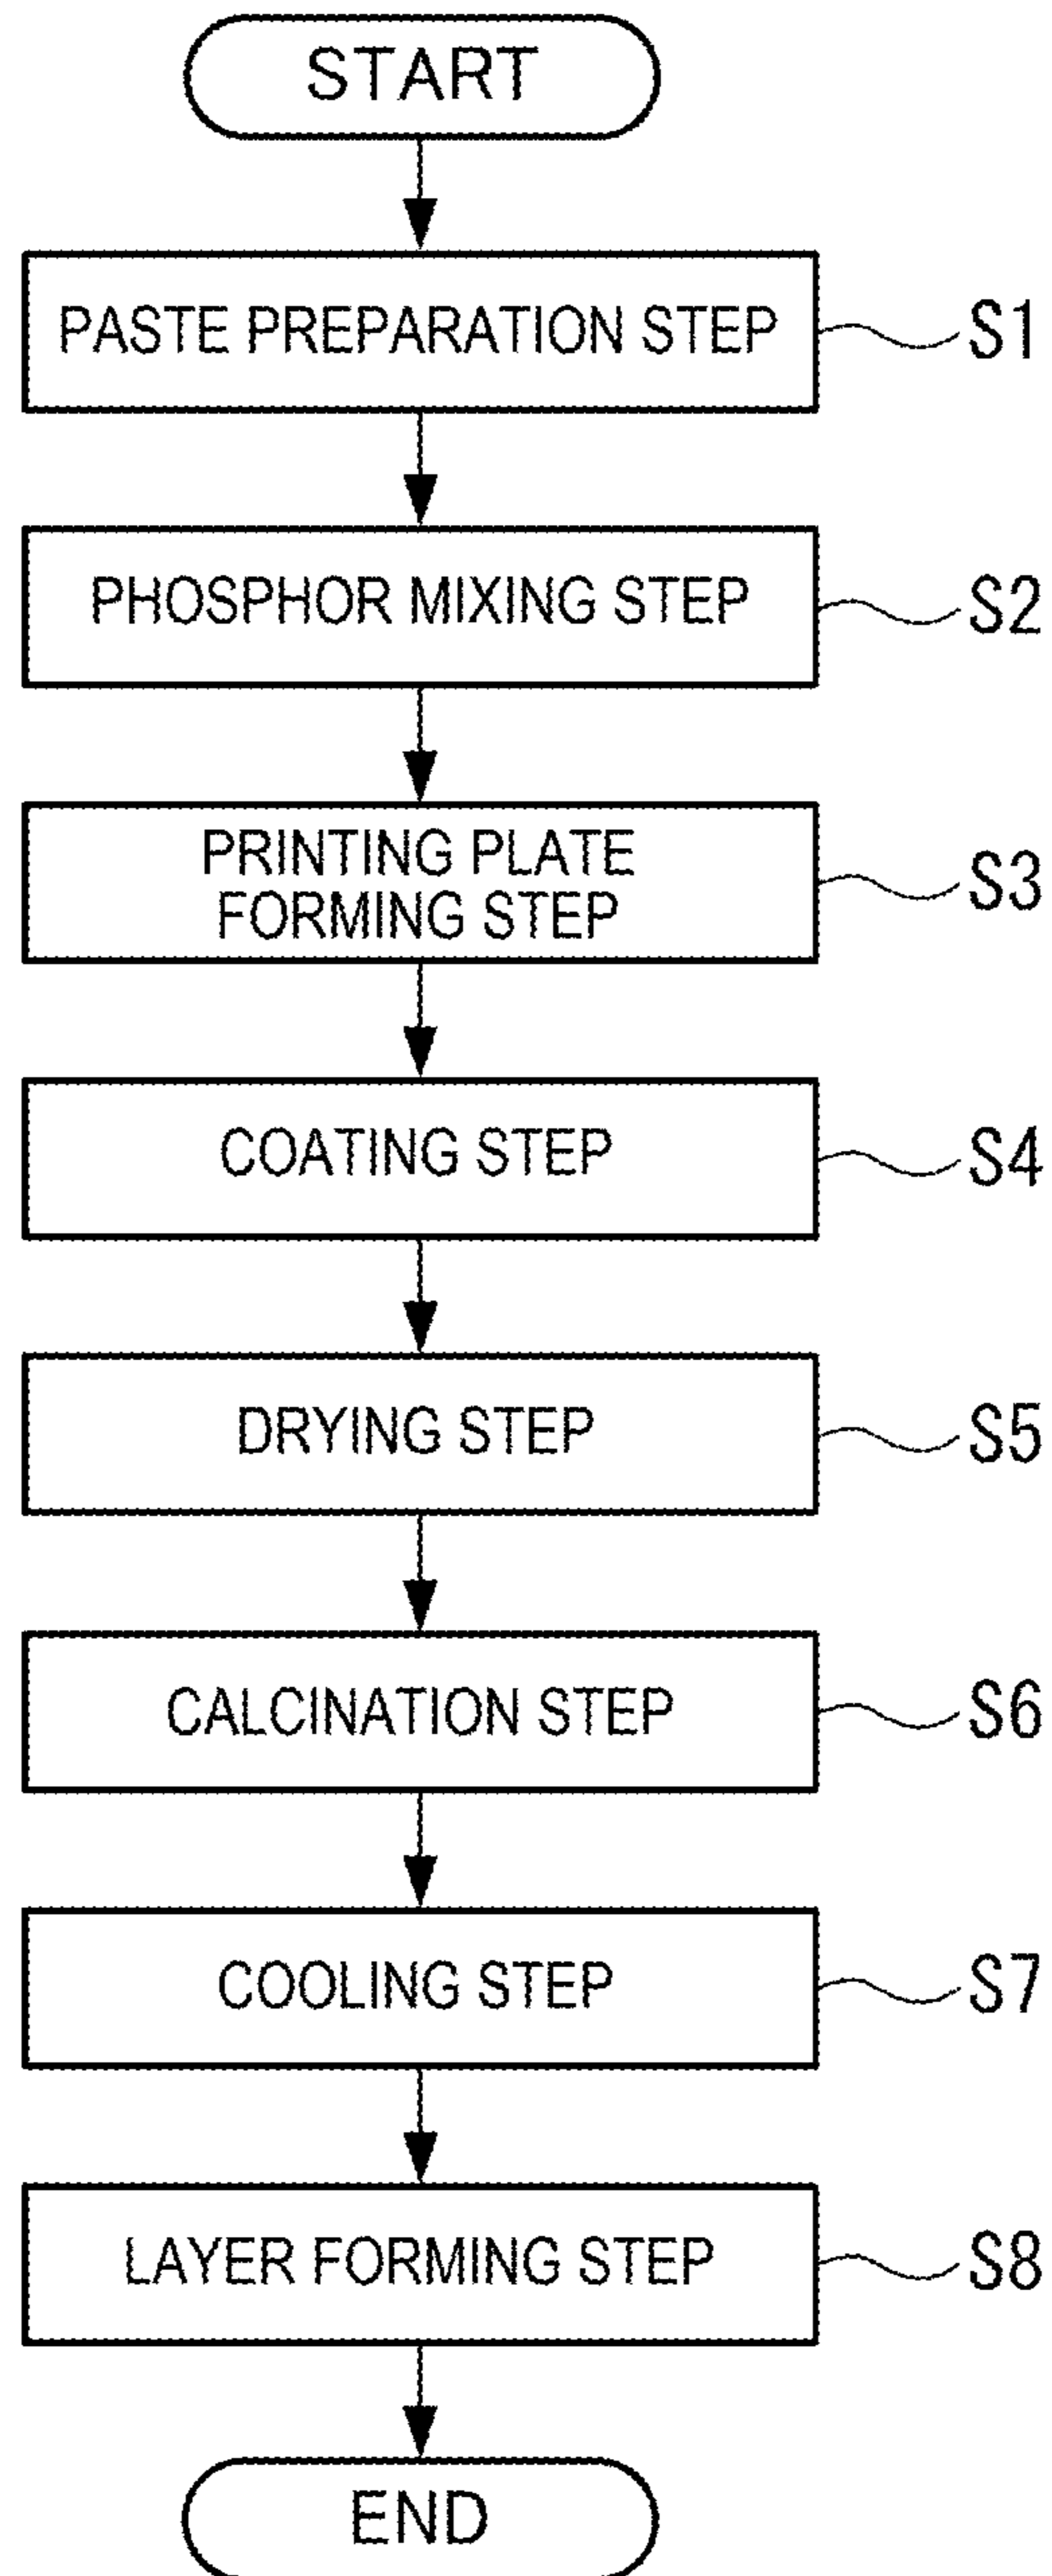 START
PASTE PREPARATION STEP
S1
PHOSPHOR MIXING STEP
S2
PRINTING PLATE
FORMING STEP
S3
COATING STEP
S4
DRYING STEP
S5
CALCINATION STEP
S6
COOLING STEP
S7
LAYER FORMING STEP
S8
END